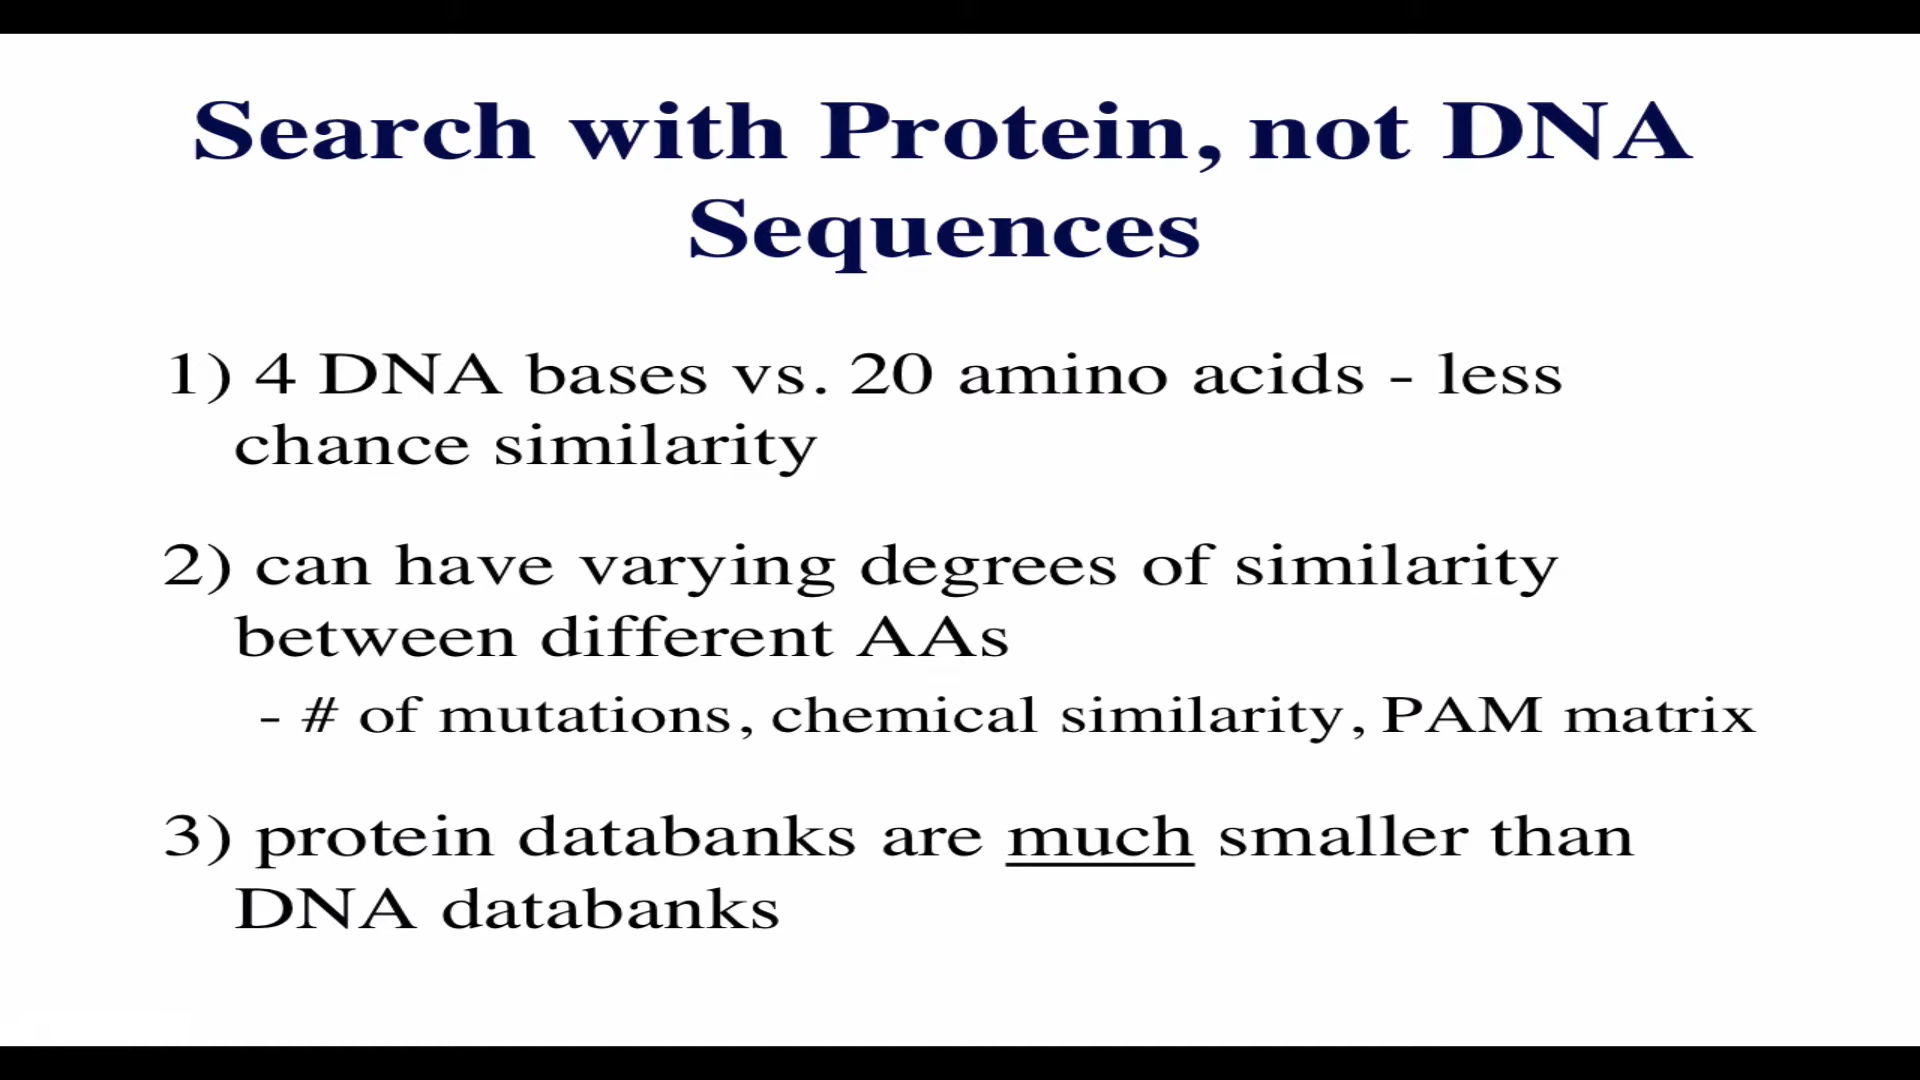 Search with Protein, not DNA
Sequences
1) 4 DNA bases vs. 20 amino acids - less
chance similarity
2) can have varying degrees of similarity
between different AAs
- # of mutations, chemical similarity, PAM matrix
3) protein databanks are much smaller than
DNA databanks